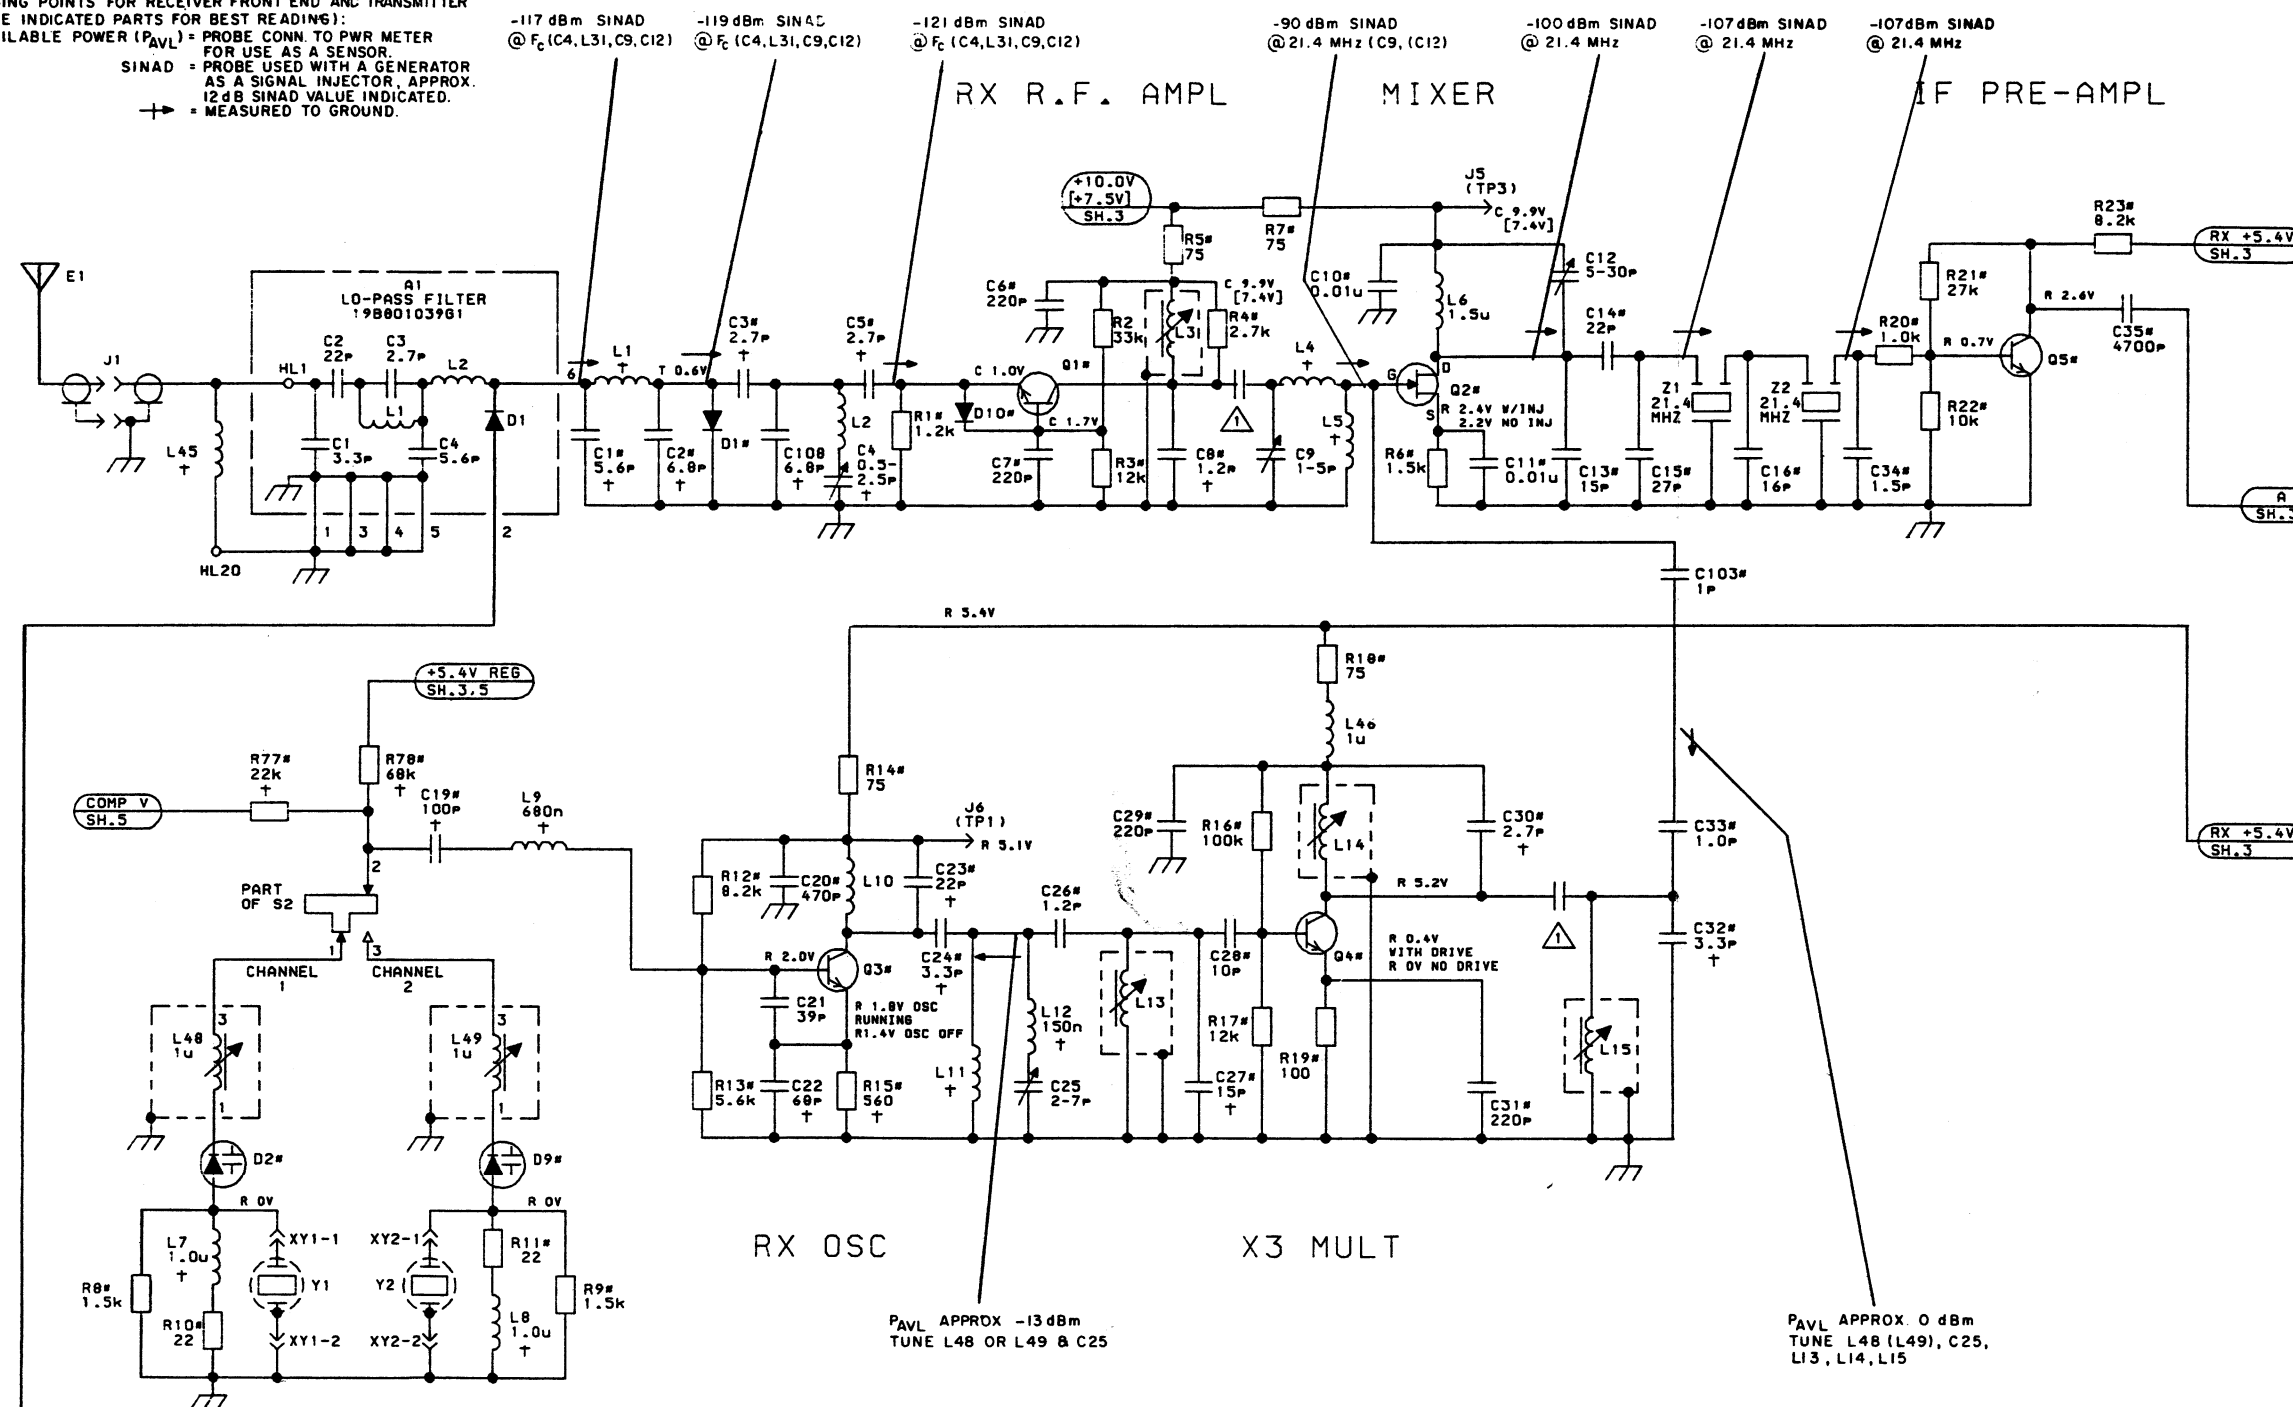 POINTS FOR RECEIVER FRONT END AND TRANSMITTER
INDICATED PARTS FOR BEST READING):
POWER (PAVL) = PROBE CONN. TO PWR METER
FOR USE AS A SENSOR.
SINAD = PROBE USED WITH A GENERATOR
AS A SIGNAL INJECTOR, APPROX.
12dB SINAD VALUE INDICATED.
= MEASURED TO GROUND.
-117 dBm SINAD
@ FC (C4,L31,C9,C12)
-119 dBm SINAD
@ FC (C4,L31,C9,C12)
-121 dBm SINAD
@ FC (C4,L31,C9,C12)
-90 dBm SINAD
@ 21.4 MHz (C9,(C12)
-100 dBm SINAD
@ 21.4 MHz
-107 dBm SINAD
@ 21.4 MHz
-107 dBm SINAD
@ 21.4 MHz
RX R.F. AMPL
MIXER
IF PRE-AMPL
E1
J1
L45
†
HL20
A1
LO-PASS FILTER
19B801039G1
HL1
C2
22P
C3
2.7P
L2
L1
C1
3.3P
C4
5.6P
D1
1
3
4
5
2
6
L1
†
T 0.6V
C1#
5.6P
†
C2#
6.8P
†
D1#
C3#
2.7P
†
C108
6.8P
†
C5#
2.7P
†
L2
C4
0.5-
2.5P
†
R1#
1.2k
D10#
C 1.0V
Q1#
C 1.7V
C7#
220P
C6#
220P
R2
33k
R3#
12k
+10.0V
[+7.5V]
SH.3
R5#
75
R7#
75
J5
(TP3)
C 9.9V
[7.4V]
C 9.9V
[7.4V]
L3
R4#
2.7k
C8#
1.2P
†
1
C9
1-5P
L4
†
L5
†
C10#
0.01u
L6
1.5u
C12
5-30P
G
D
S
Q2#
R 2.4V W/INJ
2.2V NO INJ
R6#
1.5k
C11#
0.01u
C13#
15P
C14#
22P
C15#
27P
Z1
21.4
MHZ
C16#
16P
Z2
21.4
MHZ
C34#
1.5P
R20#
1.0k
R21#
27k
R22#
10k
R 0.7V
Q5#
R 2.6V
C35#
4700P
R23#
8.2k
RX +5.4V
SH.3
A
SH.3
C103#
1P
R 5.4V
+5.4V REG
SH.3,5
R77#
22k
†
R78#
68k
†
COMP V
SH.5
C19#
100P
†
L9
680n
†
2
PART
OF S2
1
3
CHANNEL
1
CHANNEL
2
L48
1u
3
1
L49
1u
3
1
D2#
D9#
R 0V
R 0V
L7
1.0u
†
R8#
1.5k
R10#
22
XY1-1
Y1
XY1-2
XY2-1
Y2
XY2-2
R11#
22
L8
1.0u
†
R9#
1.5k
R14#
75
J6
(TP1)
R 5.1V
R12#
8.2k
C20#
470P
L10
C23#
22P
†
R 2.0V
Q3#
C24#
3.3P
†
C21
39P
R 1.8V OSC
RUNNING
R1.4V OSC OFF
R13#
5.6k
C22
68P
†
R15#
560
†
L11
†
C26#
1.2P
L12
150n
†
C25
2-7P
L13
C27#
15P
†
C28#
10P
C29#
220P
R16#
100k
R17#
12k
R18#
75
L46
1u
L14
C30#
2.7P
†
R 5.2V
Q4#
R 0.4V
WITH DRIVE
R 0V NO DRIVE
R19#
100
C31#
220P
1
L15
C33#
1.0P
C32#
3.3P
†
RX +5.4V
SH.3
RX OSC
X3 MULT
PAVL APPROX -13 dBm
TUNE L48 OR L49 & C25
PAVL APPROX. 0 dBm
TUNE L48 (L49), C25,
L13, L14, L15